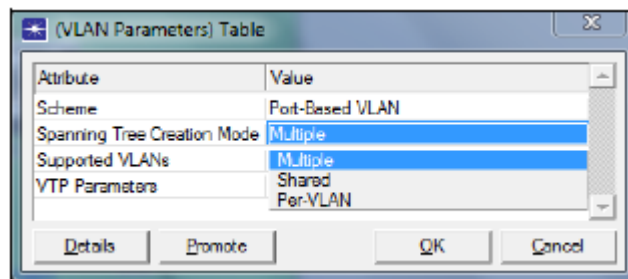 (VLAN Parameters) Table
Attribute Value
Scheme Port-Based VLAN
Spanning Tree Creation Mode Multiple
Supported VLANs Multiple
VTP Parameters Shared
Per-VLAN
Details Promote OK Cancel